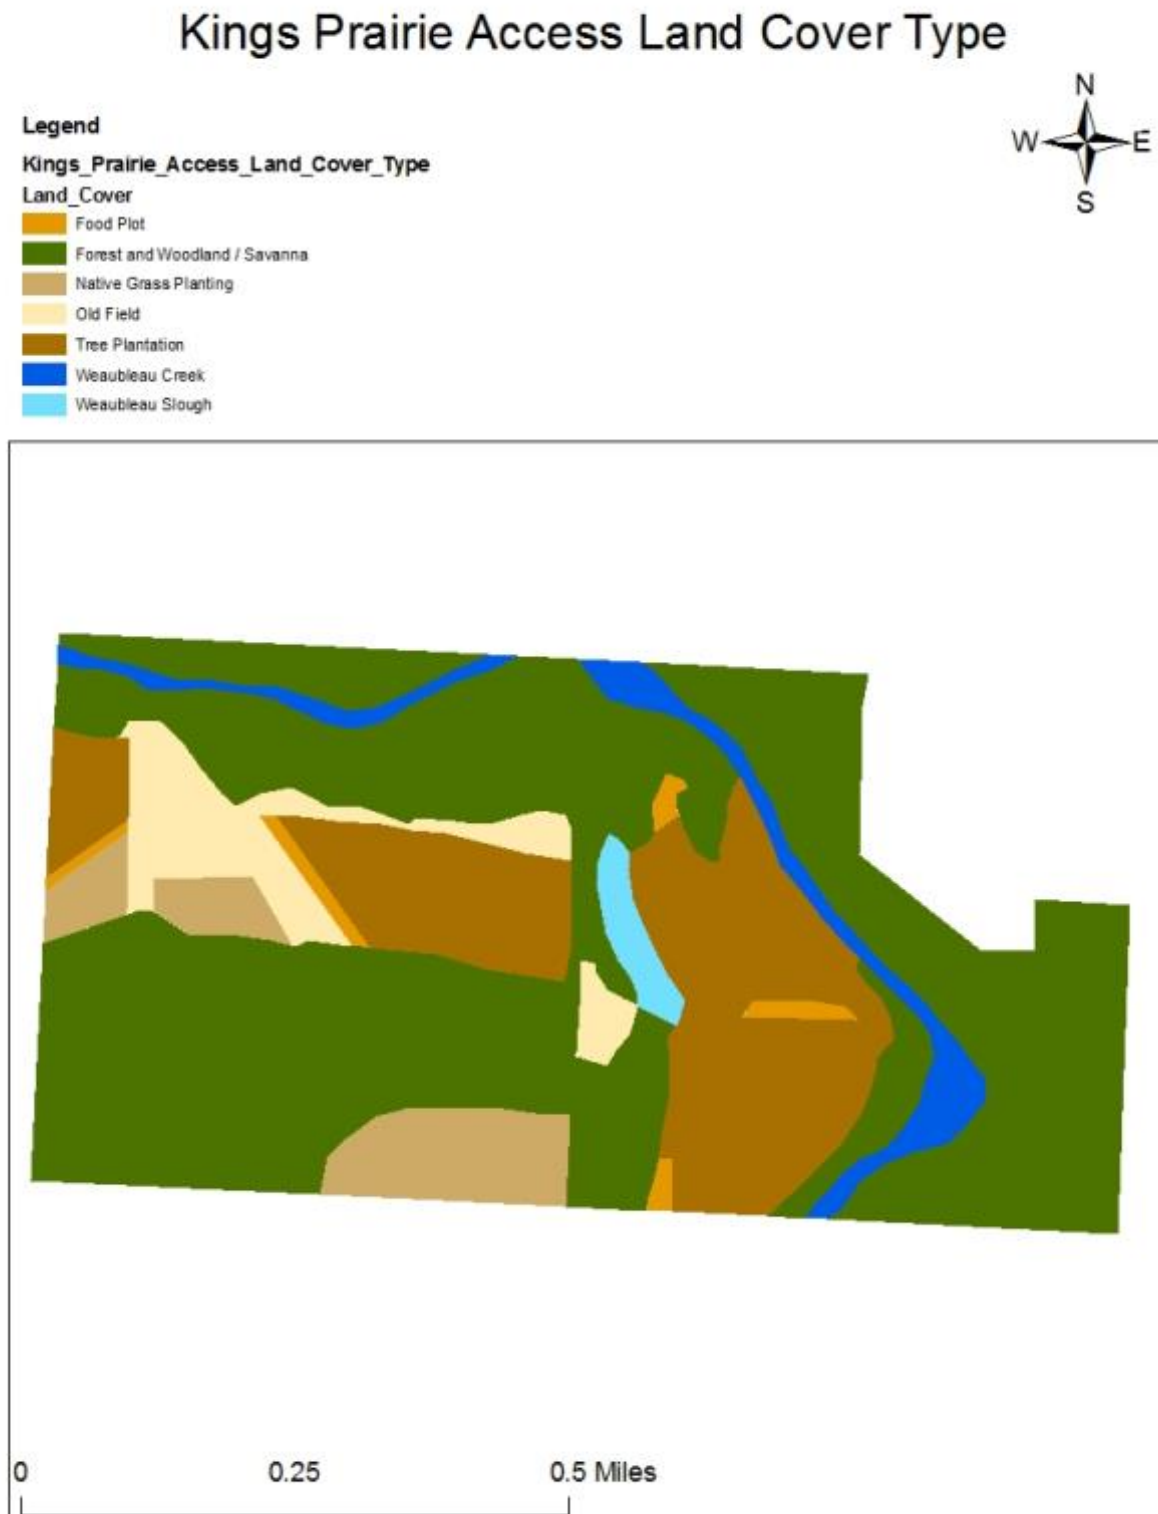 Kings Prairie Access Land Cover Type
N
W E
S
Legend
Kings_Prairie_Access_Land_Cover_Type
Land_Cover
Food Plot
Forest and Woodland / Savanna
Native Grass Planting
Old Field
Tree Plantation
Weaubleau Creek
Weaubleau Slough
0 0.25 0.5 Miles